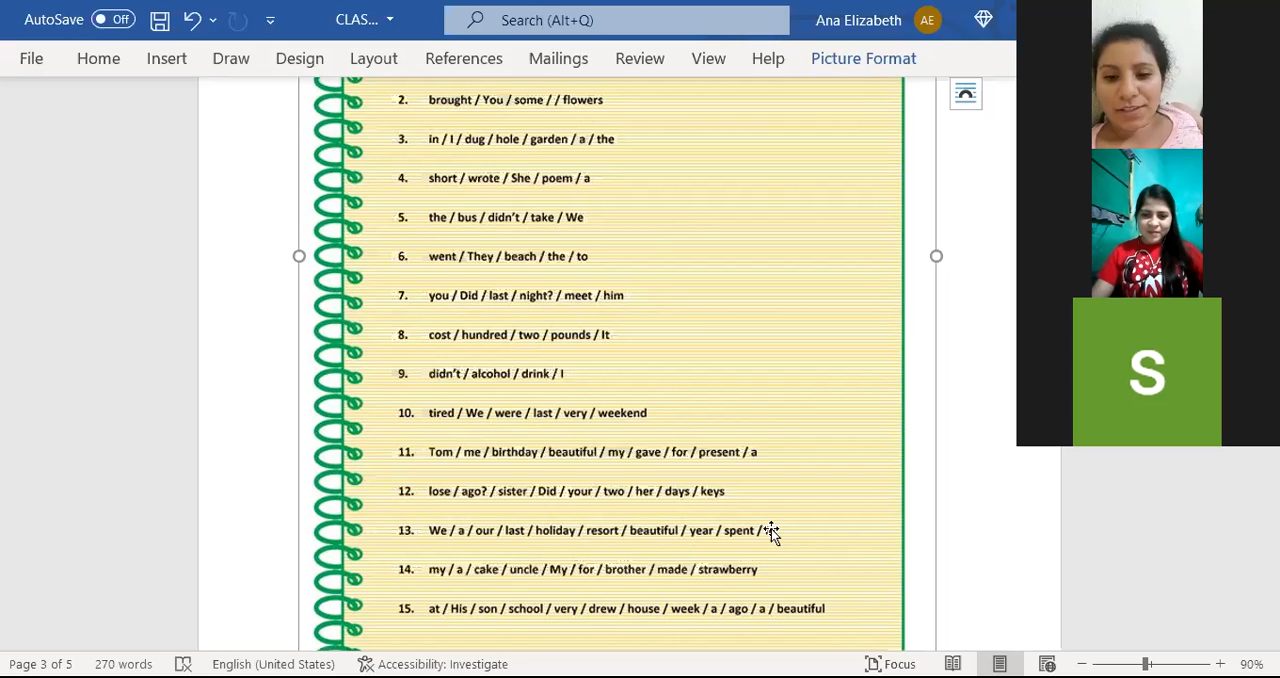 AutoSave Off CLAS... Search (Alt+Q) Ana Elizabeth AE
File Home Insert Draw Design Layout References Mailings Review View Help Picture Format
2. brought / You / some / / flowers
3. in / I / dug / hole / garden / a / the
4. short / wrote / She / poem / a
5. the / bus / didn't / take / We
6. went / They / beach / the / to
7. you / Did / last / night? / meet / him
8. cost / hundred / two / pounds / It
9. didn't / alcohol / drink / I
10. tired / We / were / last / very / weekend
11. Tom / me / birthday / beautiful / my / gave / for / present / a
12. lose / ago? / sister / Did / your / two / her / days / keys
13. We / a / our / last / holiday / resort / beautiful / year / spent /
14. my / a / cake / uncle / My / for / brother / made / strawberry
15. at / His / son / school / very / drew / house / week / a / ago / a / beautiful
S
Page 3 of 5 270 words English (United States) Accessibility: Investigate Focus 90%